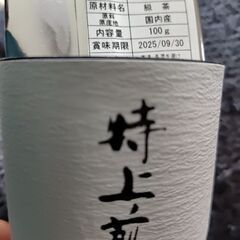 原材料名 緑茶
原料原産地 国内産
内容量 100g
賞味期限 2025/09/30
特上煎